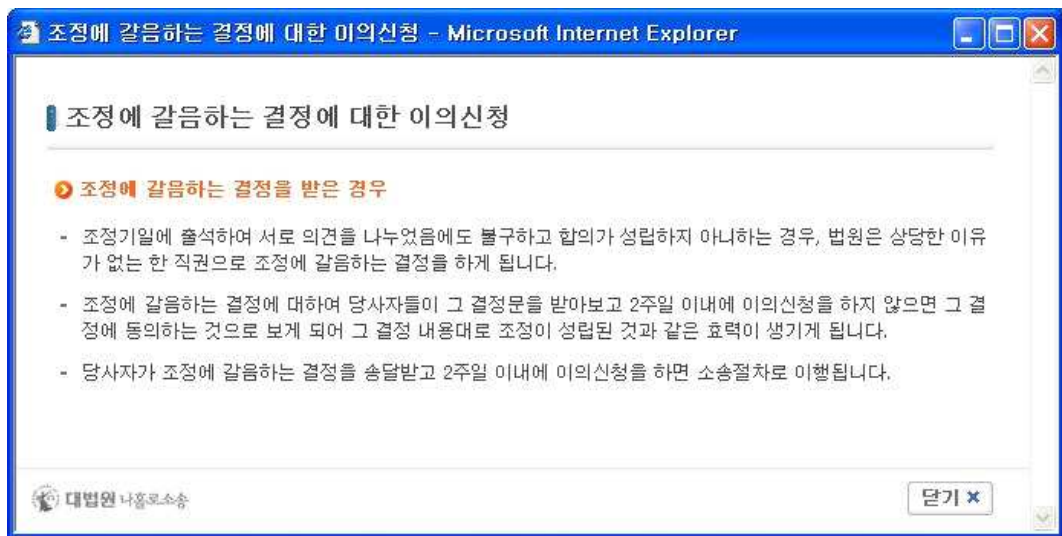 조정에 갈음하는 결정에 대한 이의신청 - Microsoft Internet Explorer
조정에 갈음하는 결정에 대한 이의신청
조정에 갈음하는 결정을 받은 경우
- 조정기일에 출석하여 서로 의견을 나누었음에도 불구하고 합의가 성립하지 아니하는 경우, 법원은 상당한 이유
가 없는 한 직권으로 조정에 갈음하는 결정을 하게 됩니다.
- 조정에 갈음하는 결정에 대하여 당사자들이 그 결정문을 받아보고 2주일 이내에 이의신청을 하지 않으면 그 결
정에 동의하는 것으로 보게 되어 그 결정 내용대로 조정이 성립된 것과 같은 효력이 생기게 됩니다.
- 당사자가 조정에 갈음하는 결정을 송달받고 2주일 이내에 이의신청을 하면 소송절차로 이행됩니다.
대법원 나홀로소송
닫기 ×